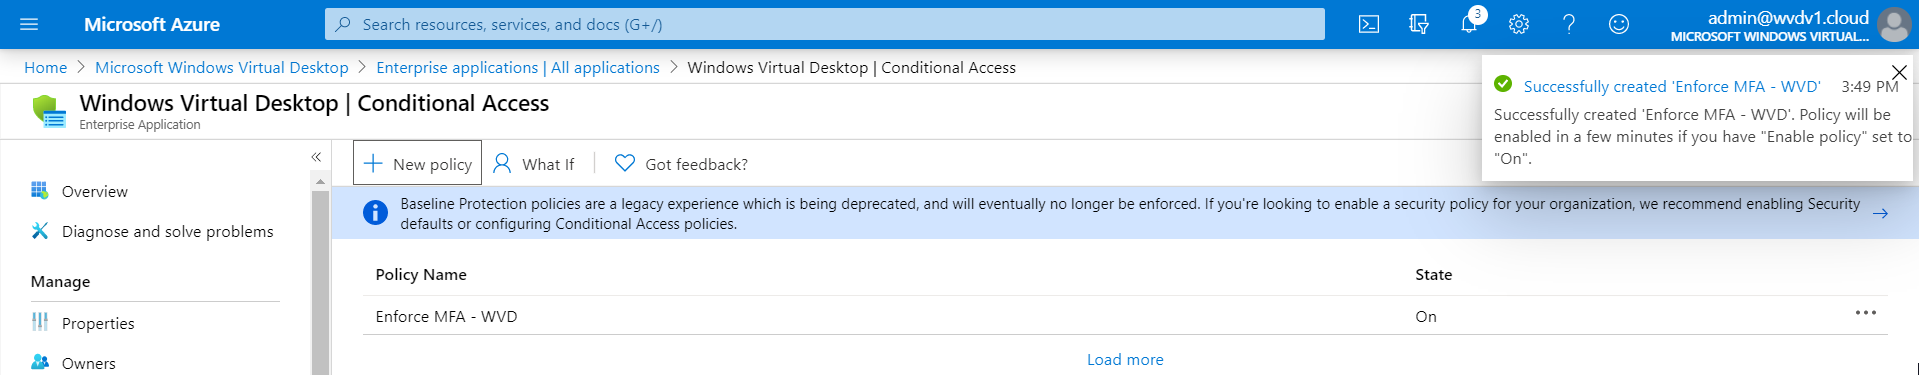 Microsoft Azure
Search resources, services, and docs (G+/)
3
admin@wvdv1.cloud
MICROSOFT WINDOWS VIRTUAL...
Home > Microsoft Windows Virtual Desktop > Enterprise applications | All applications > Windows Virtual Desktop | Conditional Access
Successfully created 'Enforce MFA - WVD' 3:49 PM
Successfully created 'Enforce MFA - WVD'. Policy will be
enabled in a few minutes if you have "Enable policy" set to
"On".
Windows Virtual Desktop | Conditional Access
Enterprise Application
«
Overview
Diagnose and solve problems
Manage
Properties
Owners
New policy What If Got feedback?
Baseline Protection policies are a legacy experience which is being deprecated, and will eventually no longer be enforced. If you're looking to enable a security policy for your organization, we recommend enabling Security
defaults or configuring Conditional Access policies.
Policy Name State
Enforce MFA - WVD On
Load more